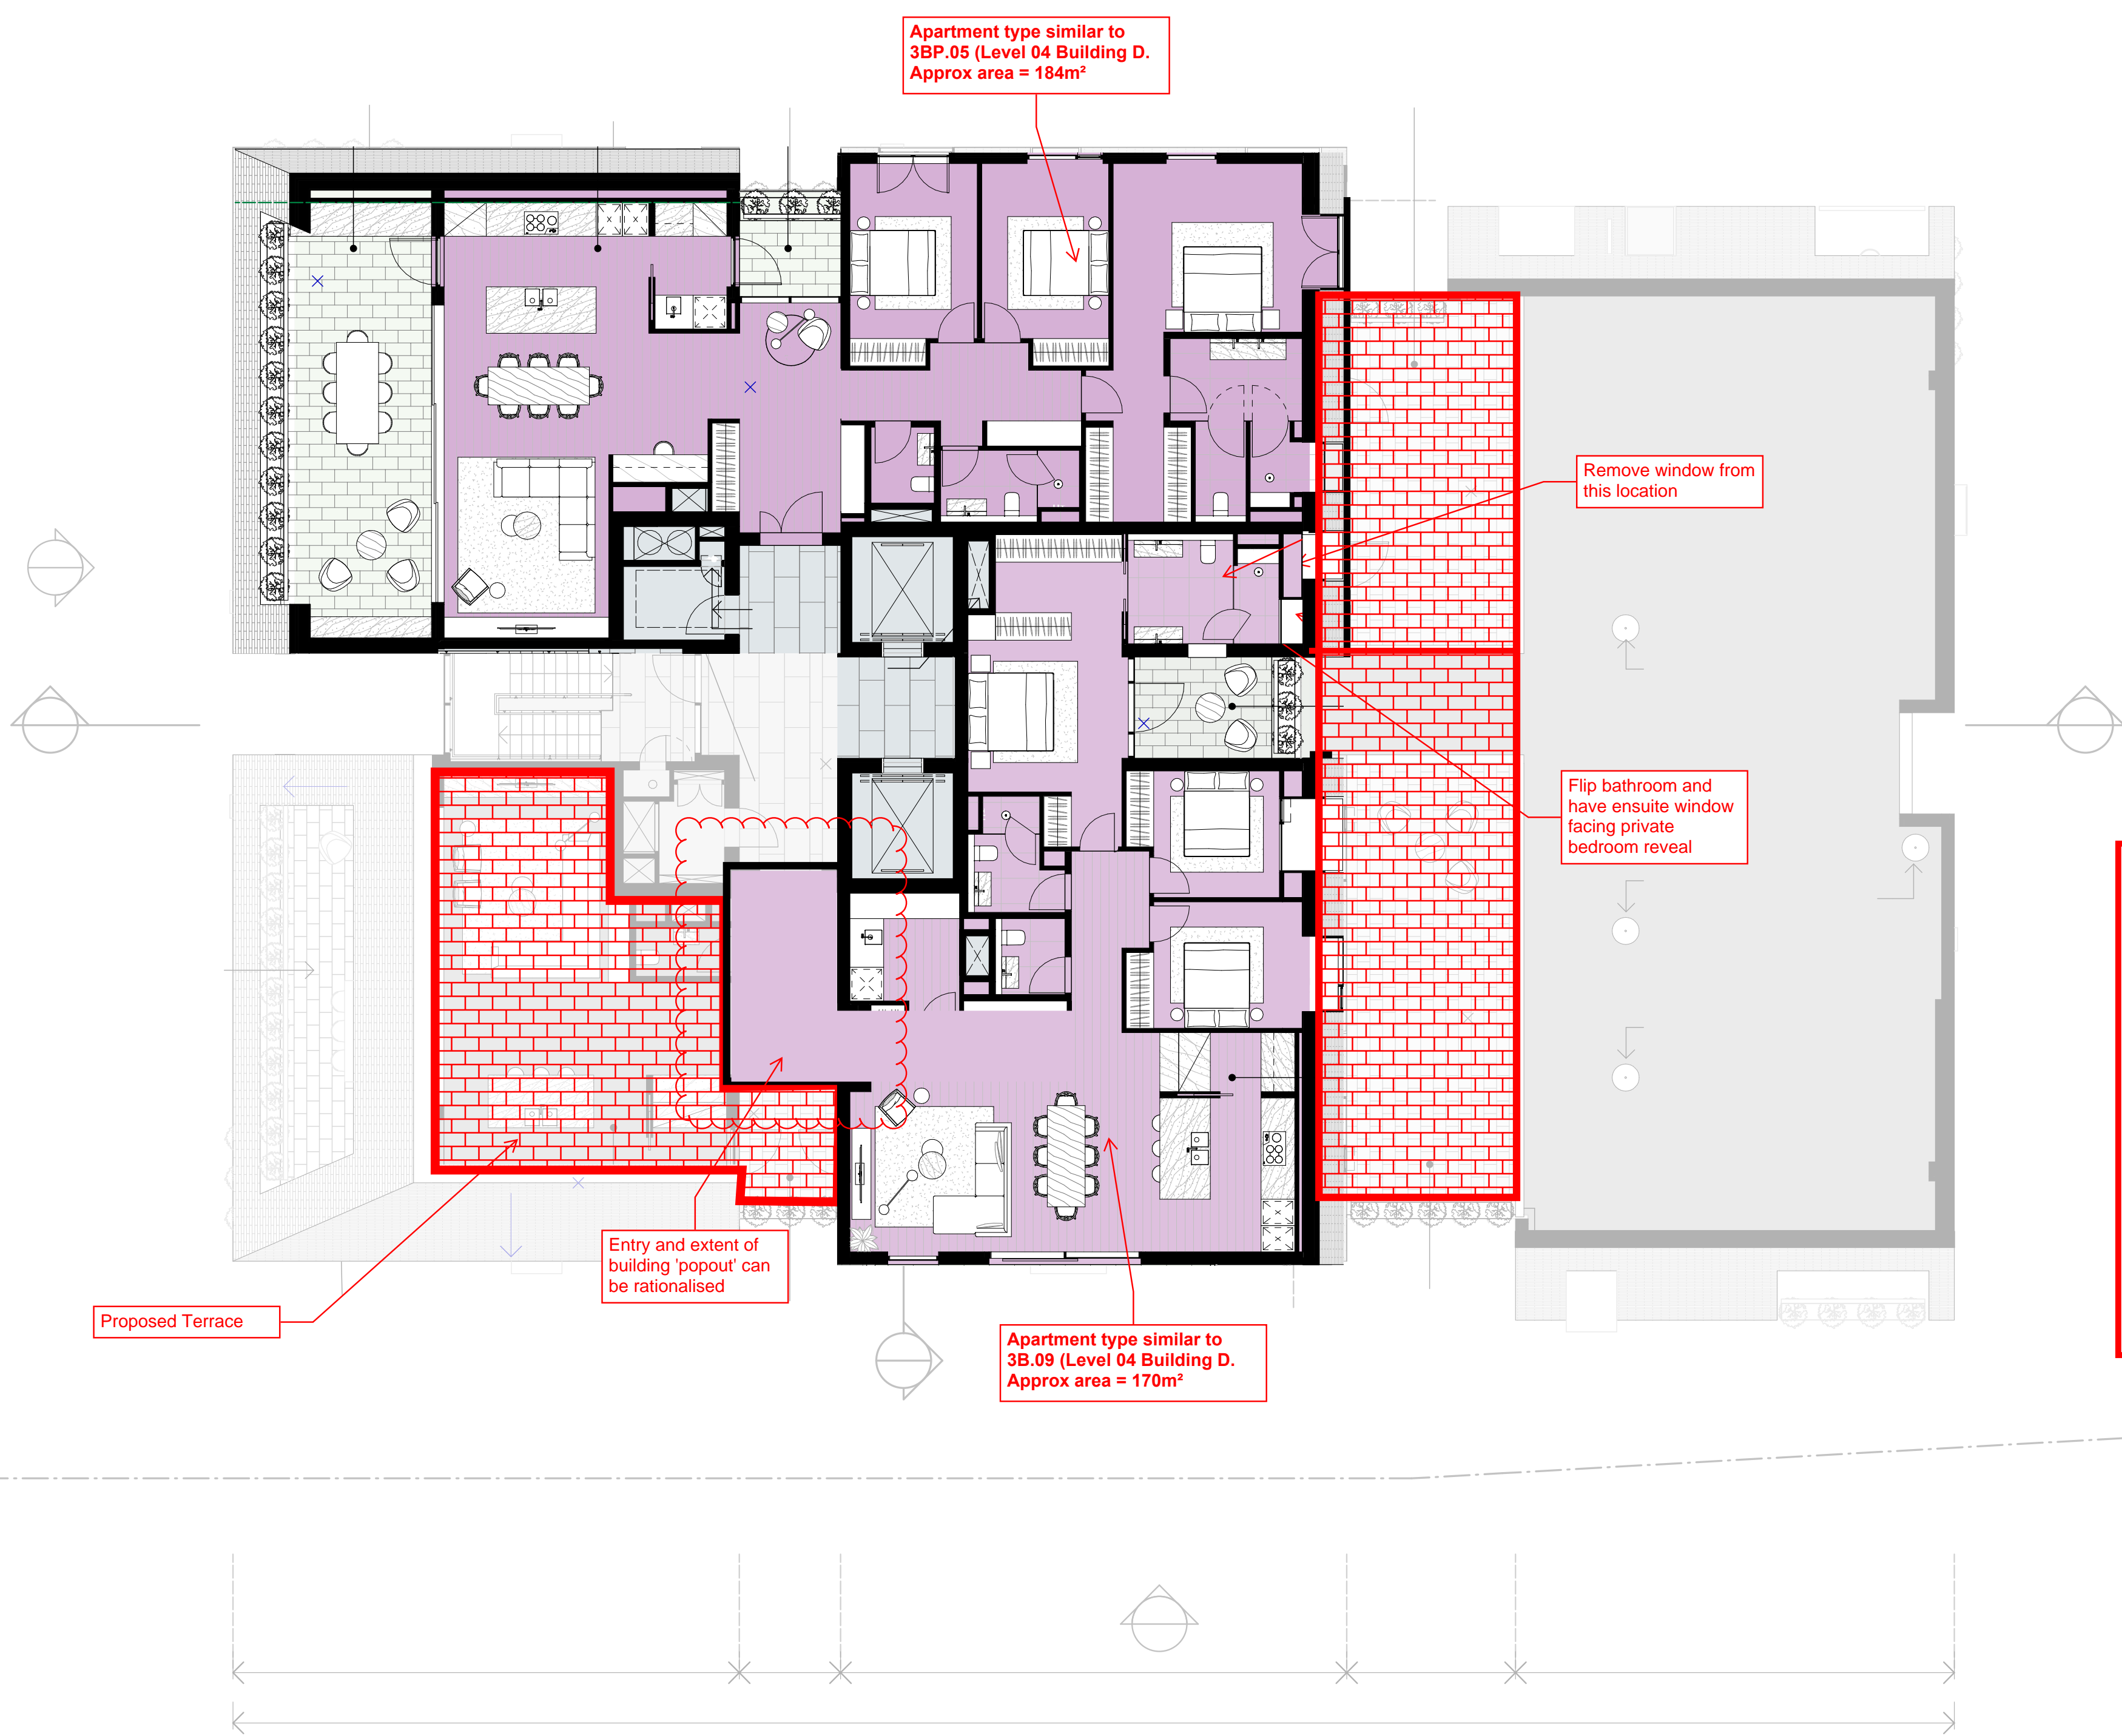 Apartment type similar to
3BP.05 (Level 04 Building D.
Approx area = 184m²
Remove window from
this location
Flip bathroom and
have ensuite window
facing private
bedroom reveal
Entry and extent of
building 'popout' can
be rationalised
Proposed Terrace
Apartment type similar to
3B.09 (Level 04 Building D.
Approx area = 170m²